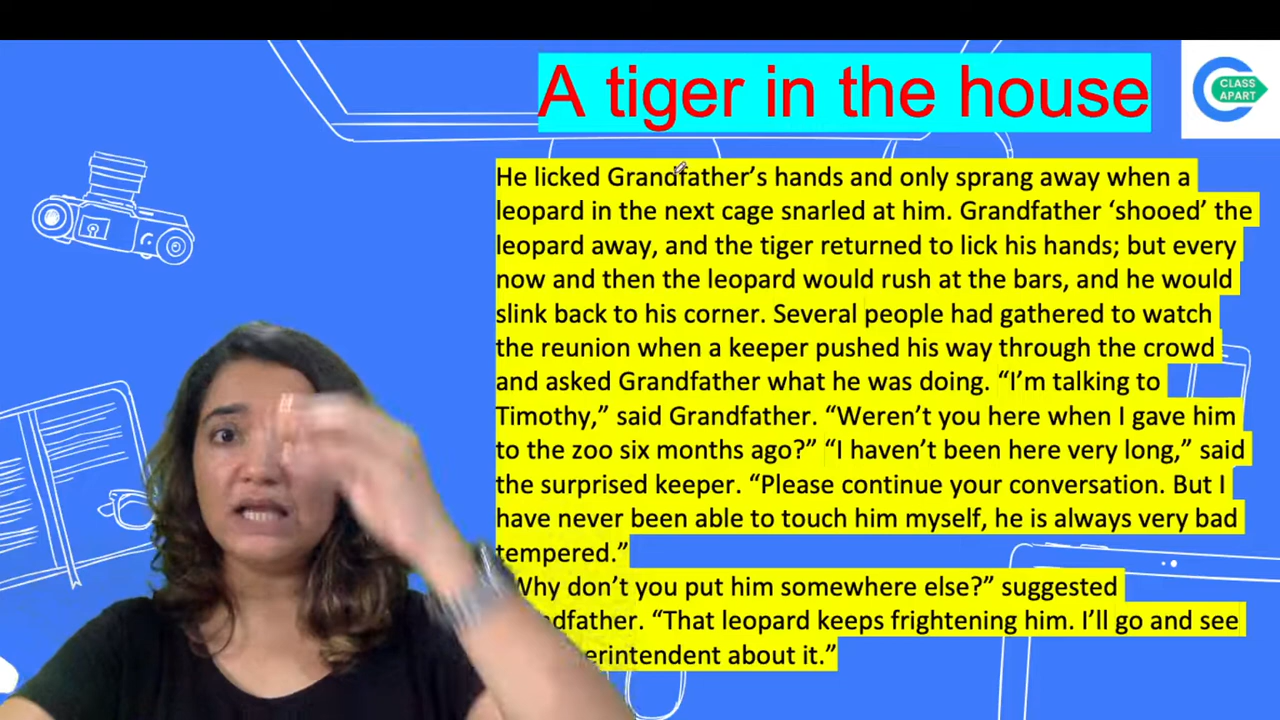 A tiger in the house
CLASS
APART
He licked Grandfather’s hands and only sprang away when a
leopard in the next cage snarled at him. Grandfather ‘shooed’ the
leopard away, and the tiger returned to lick his hands; but every
now and then the leopard would rush at the bars, and he would
slink back to his corner. Several people had gathered to watch
the reunion when a keeper pushed his way through the crowd
and asked Grandfather what he was doing. “I’m talking to
Timothy,” said Grandfather. “Weren’t you here when I gave him
to the zoo six months ago?” “I haven’t been here very long,” said
the surprised keeper. “Please continue your conversation. But I
have never been able to touch him myself, he is always very bad
tempered.”
Why don’t you put him somewhere else?” suggested
dfather. “That leopard keeps frightening him. I’ll go and see
erintendent about it.”